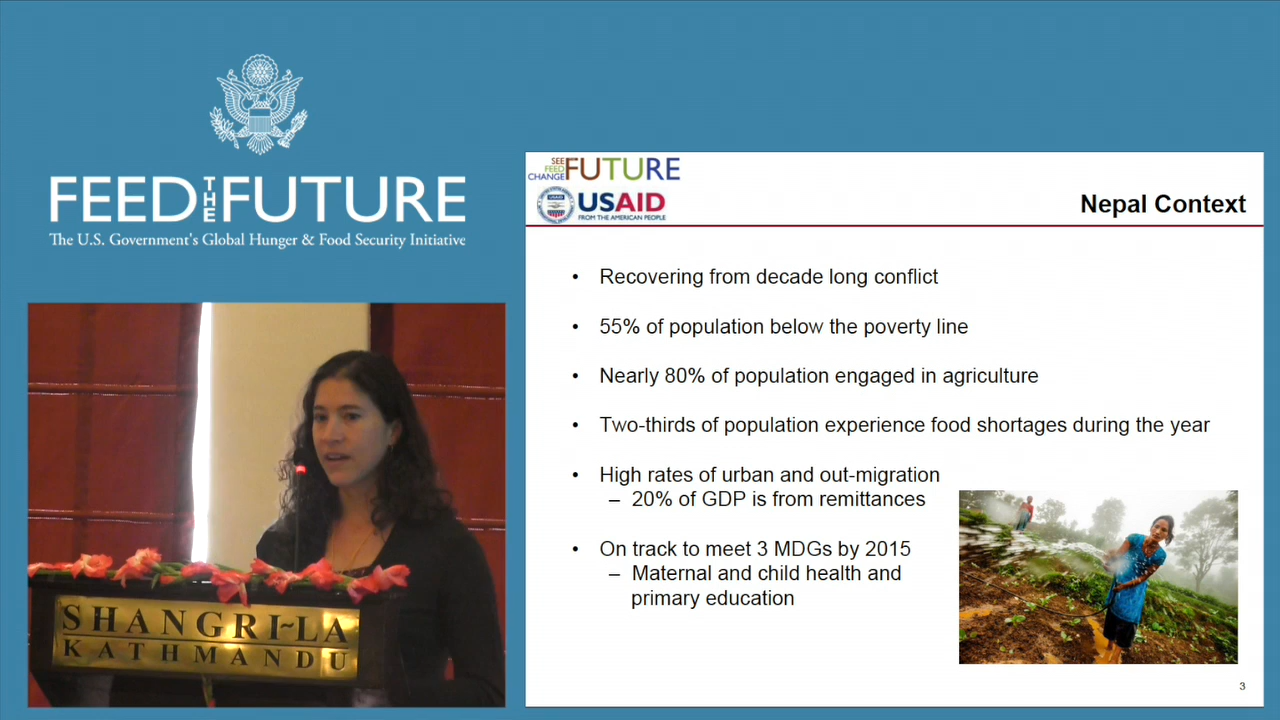 FEED THE FUTURE
The U.S. Government's Global Hunger & Food Security Initiative
SHANGRI~LA
KATHMANDU
SEE
FEED
CHANGE
FUTURE
USAID
FROM THE AMERICAN PEOPLE
Nepal Context
• Recovering from decade long conflict
• 55% of population below the poverty line
• Nearly 80% of population engaged in agriculture
• Two-thirds of population experience food shortages during the year
• High rates of urban and out-migration
– 20% of GDP is from remittances
• On track to meet 3 MDGs by 2015
– Maternal and child health and
primary education
3